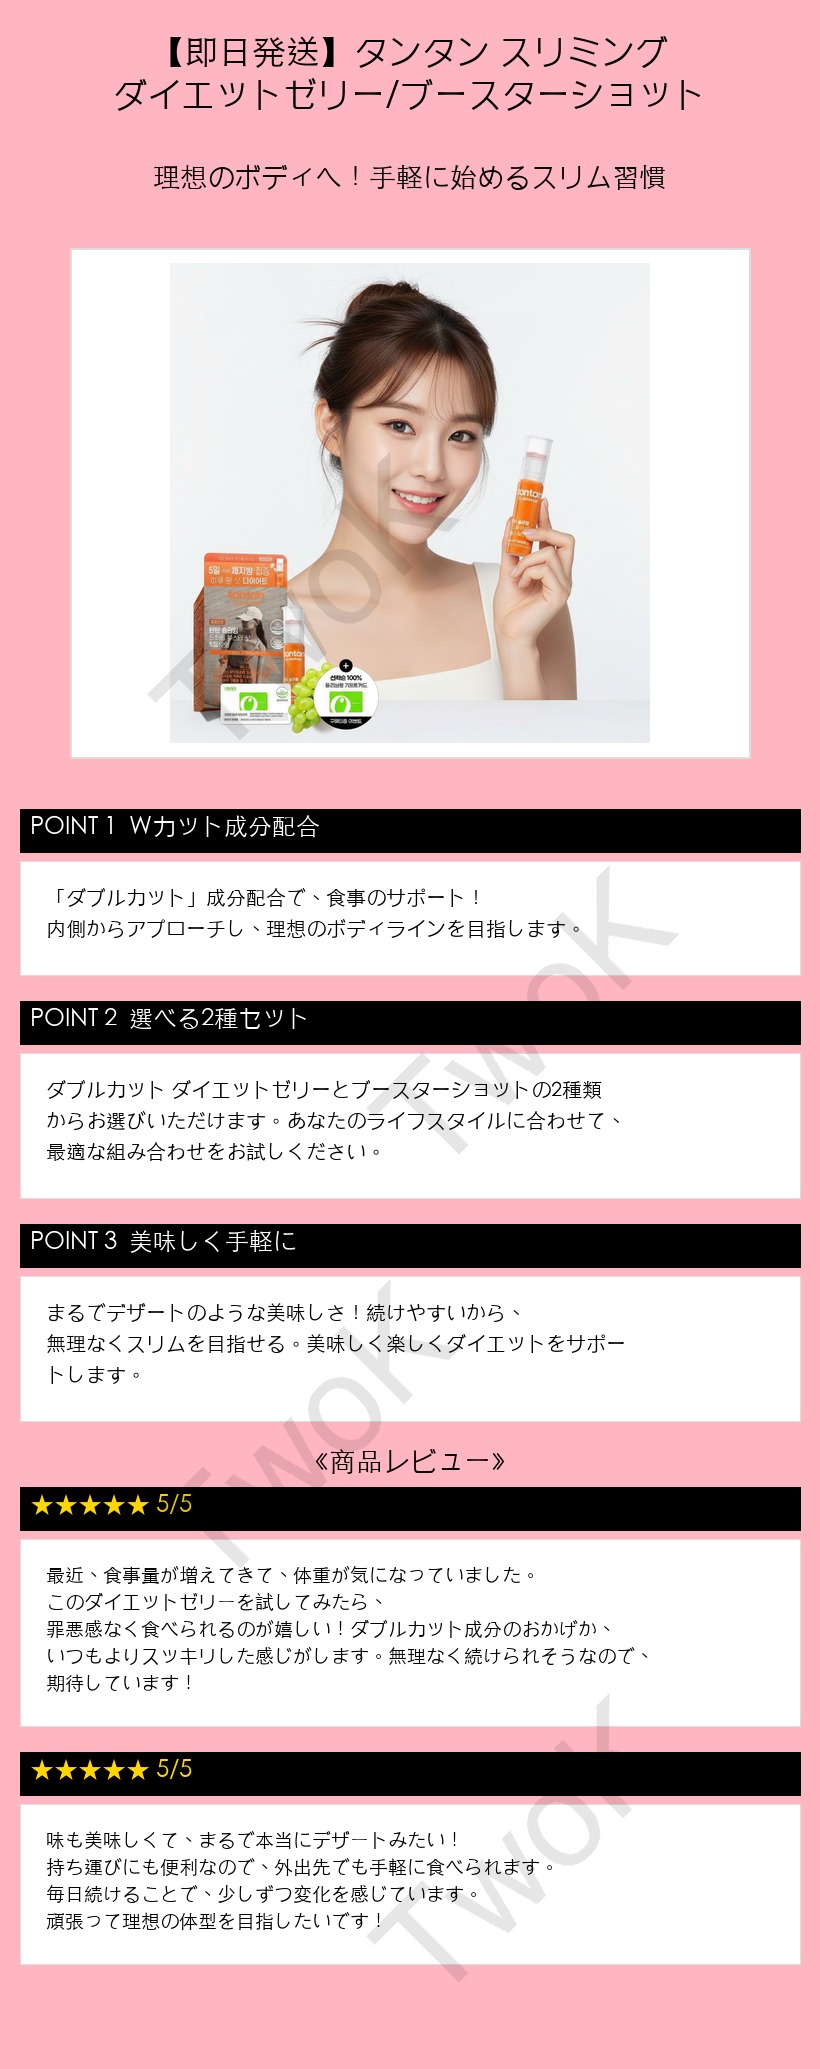 【即日発送】タンタン スリミング
ダイエットゼリー/ブースターショット
理想のボディへ！手軽に始めるスリム習慣
tantan
5일
체지방
다이어트
tantan
tantan
선착순 100%
구매인증 이벤트
TwoK
POINT 1 Wカット成分配合
「ダブルカット」成分配合で、食事のサポート！
内側からアプローチし、理想のボディラインを目指します。
TwoK
POINT 2 選べる2種セット
ダブルカット ダイエットゼリーとブースターショットの2種類
からお選びいただけます。あなたのライフスタイルに合わせて、
最適な組み合わせをお試しください。
POINT 3 美味しく手軽に
まるでデザートのような美味しさ！続けやすいから、
無理なくスリムを目指せる。美味しく楽しくダイエットをサポー
トします。
TwoK
《商品レビュー》
★★★★★ 5/5
最近、食事量が増えてきて、体重が気になっていました。
このダイエットゼリーを試してみたら、
罪悪感なく食べられるのが嬉しい！ダブルカット成分のおかげか、
いつもよりスッキリした感じがします。無理なく続けられそうなので、
期待しています！
★★★★★ 5/5
味も美味しくて、まるで本当にデザートみたい！
持ち運びにも便利なので、外出先でも手軽に食べられます。
毎日続けることで、少しずつ変化を感じています。
頑張って理想の体型を目指したいです！
TwoK